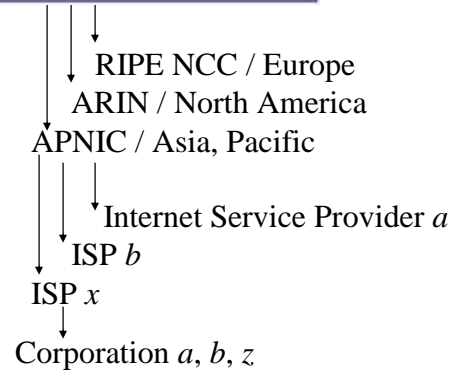 RIPE NCC / Europe
ARIN / North America
APNIC / Asia, Pacific
Internet Service Provider a
ISP b
ISP x
Corporation a, b, z